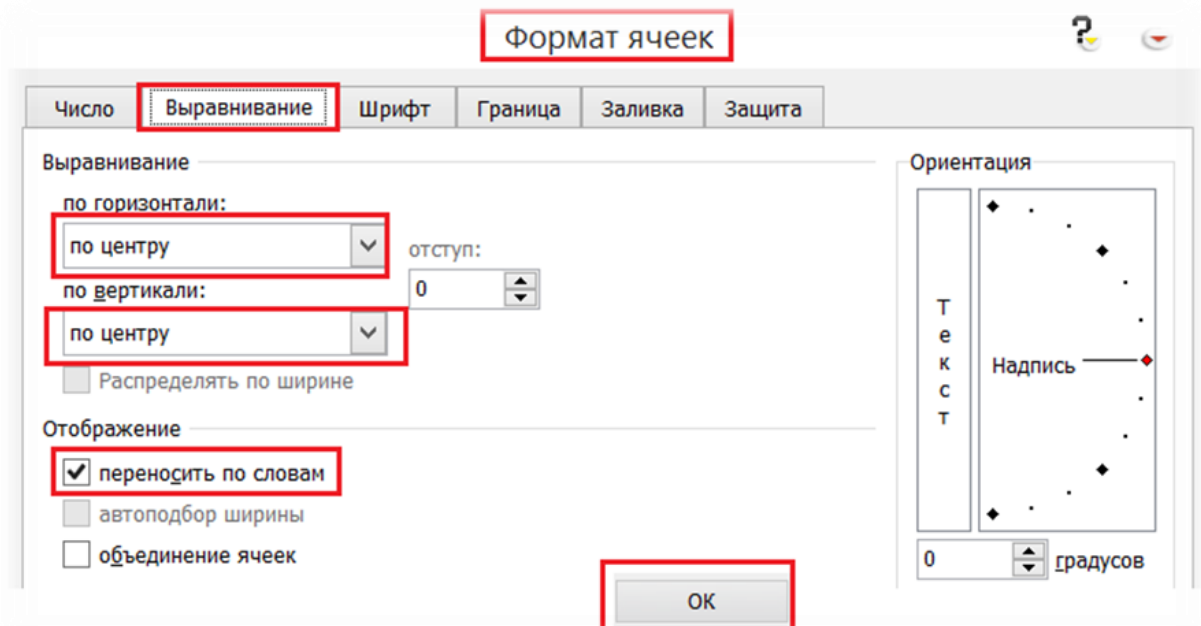 Формат ячеек
?
Число Выравнивание Шрифт Граница Заливка Защита
Выравнивание
по горизонтали:
по центру
отступ:
0
по вертикали:
по центру
Распределять по ширине
Отображение
переносить по словам
автоподбор ширины
объединение ячеек
Ориентация
Текст
Надпись
0 градусов
ОК